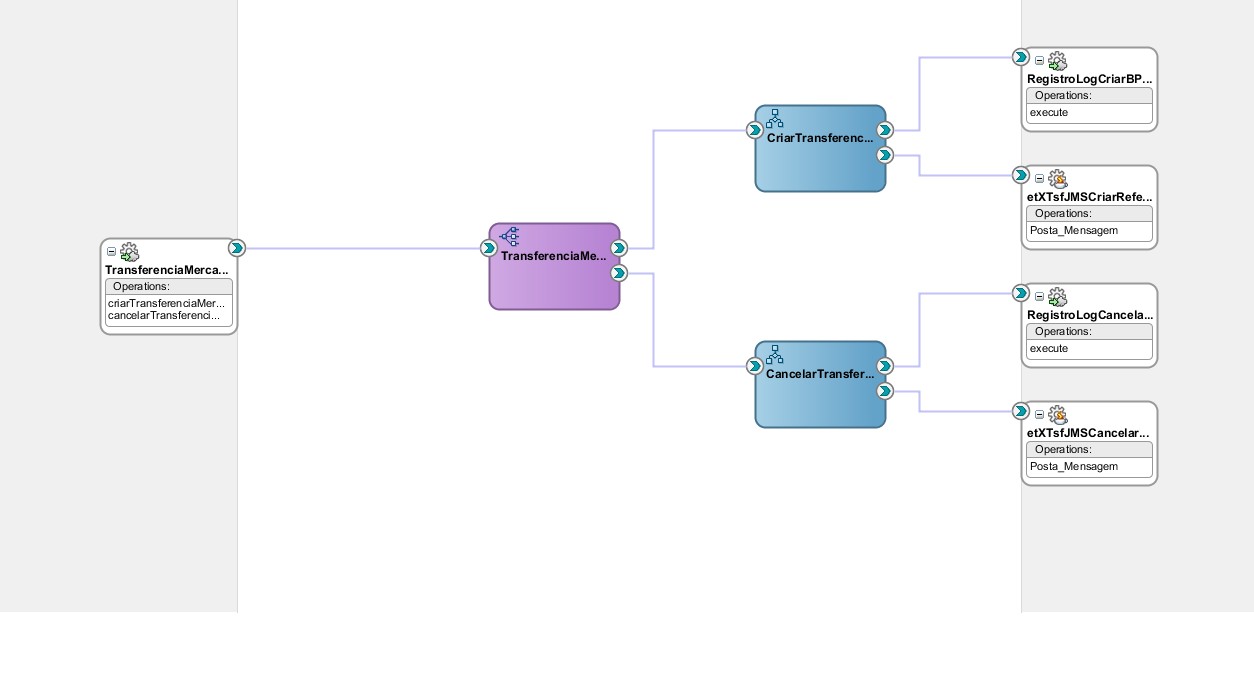 TransferenciaMerca...
Operations:
criarTransferenciaMer...
cancelarTransferenci...
TransferenciaMe...
CriarTransferenc...
CancelarTransfer...
RegistroLogCriarBP...
Operations:
execute
etXTsfJMSCriarRefe...
Operations:
Posta_Mensagem
RegistroLogCancela...
Operations:
execute
etXTsfJMSCancelar...
Operations:
Posta_Mensagem